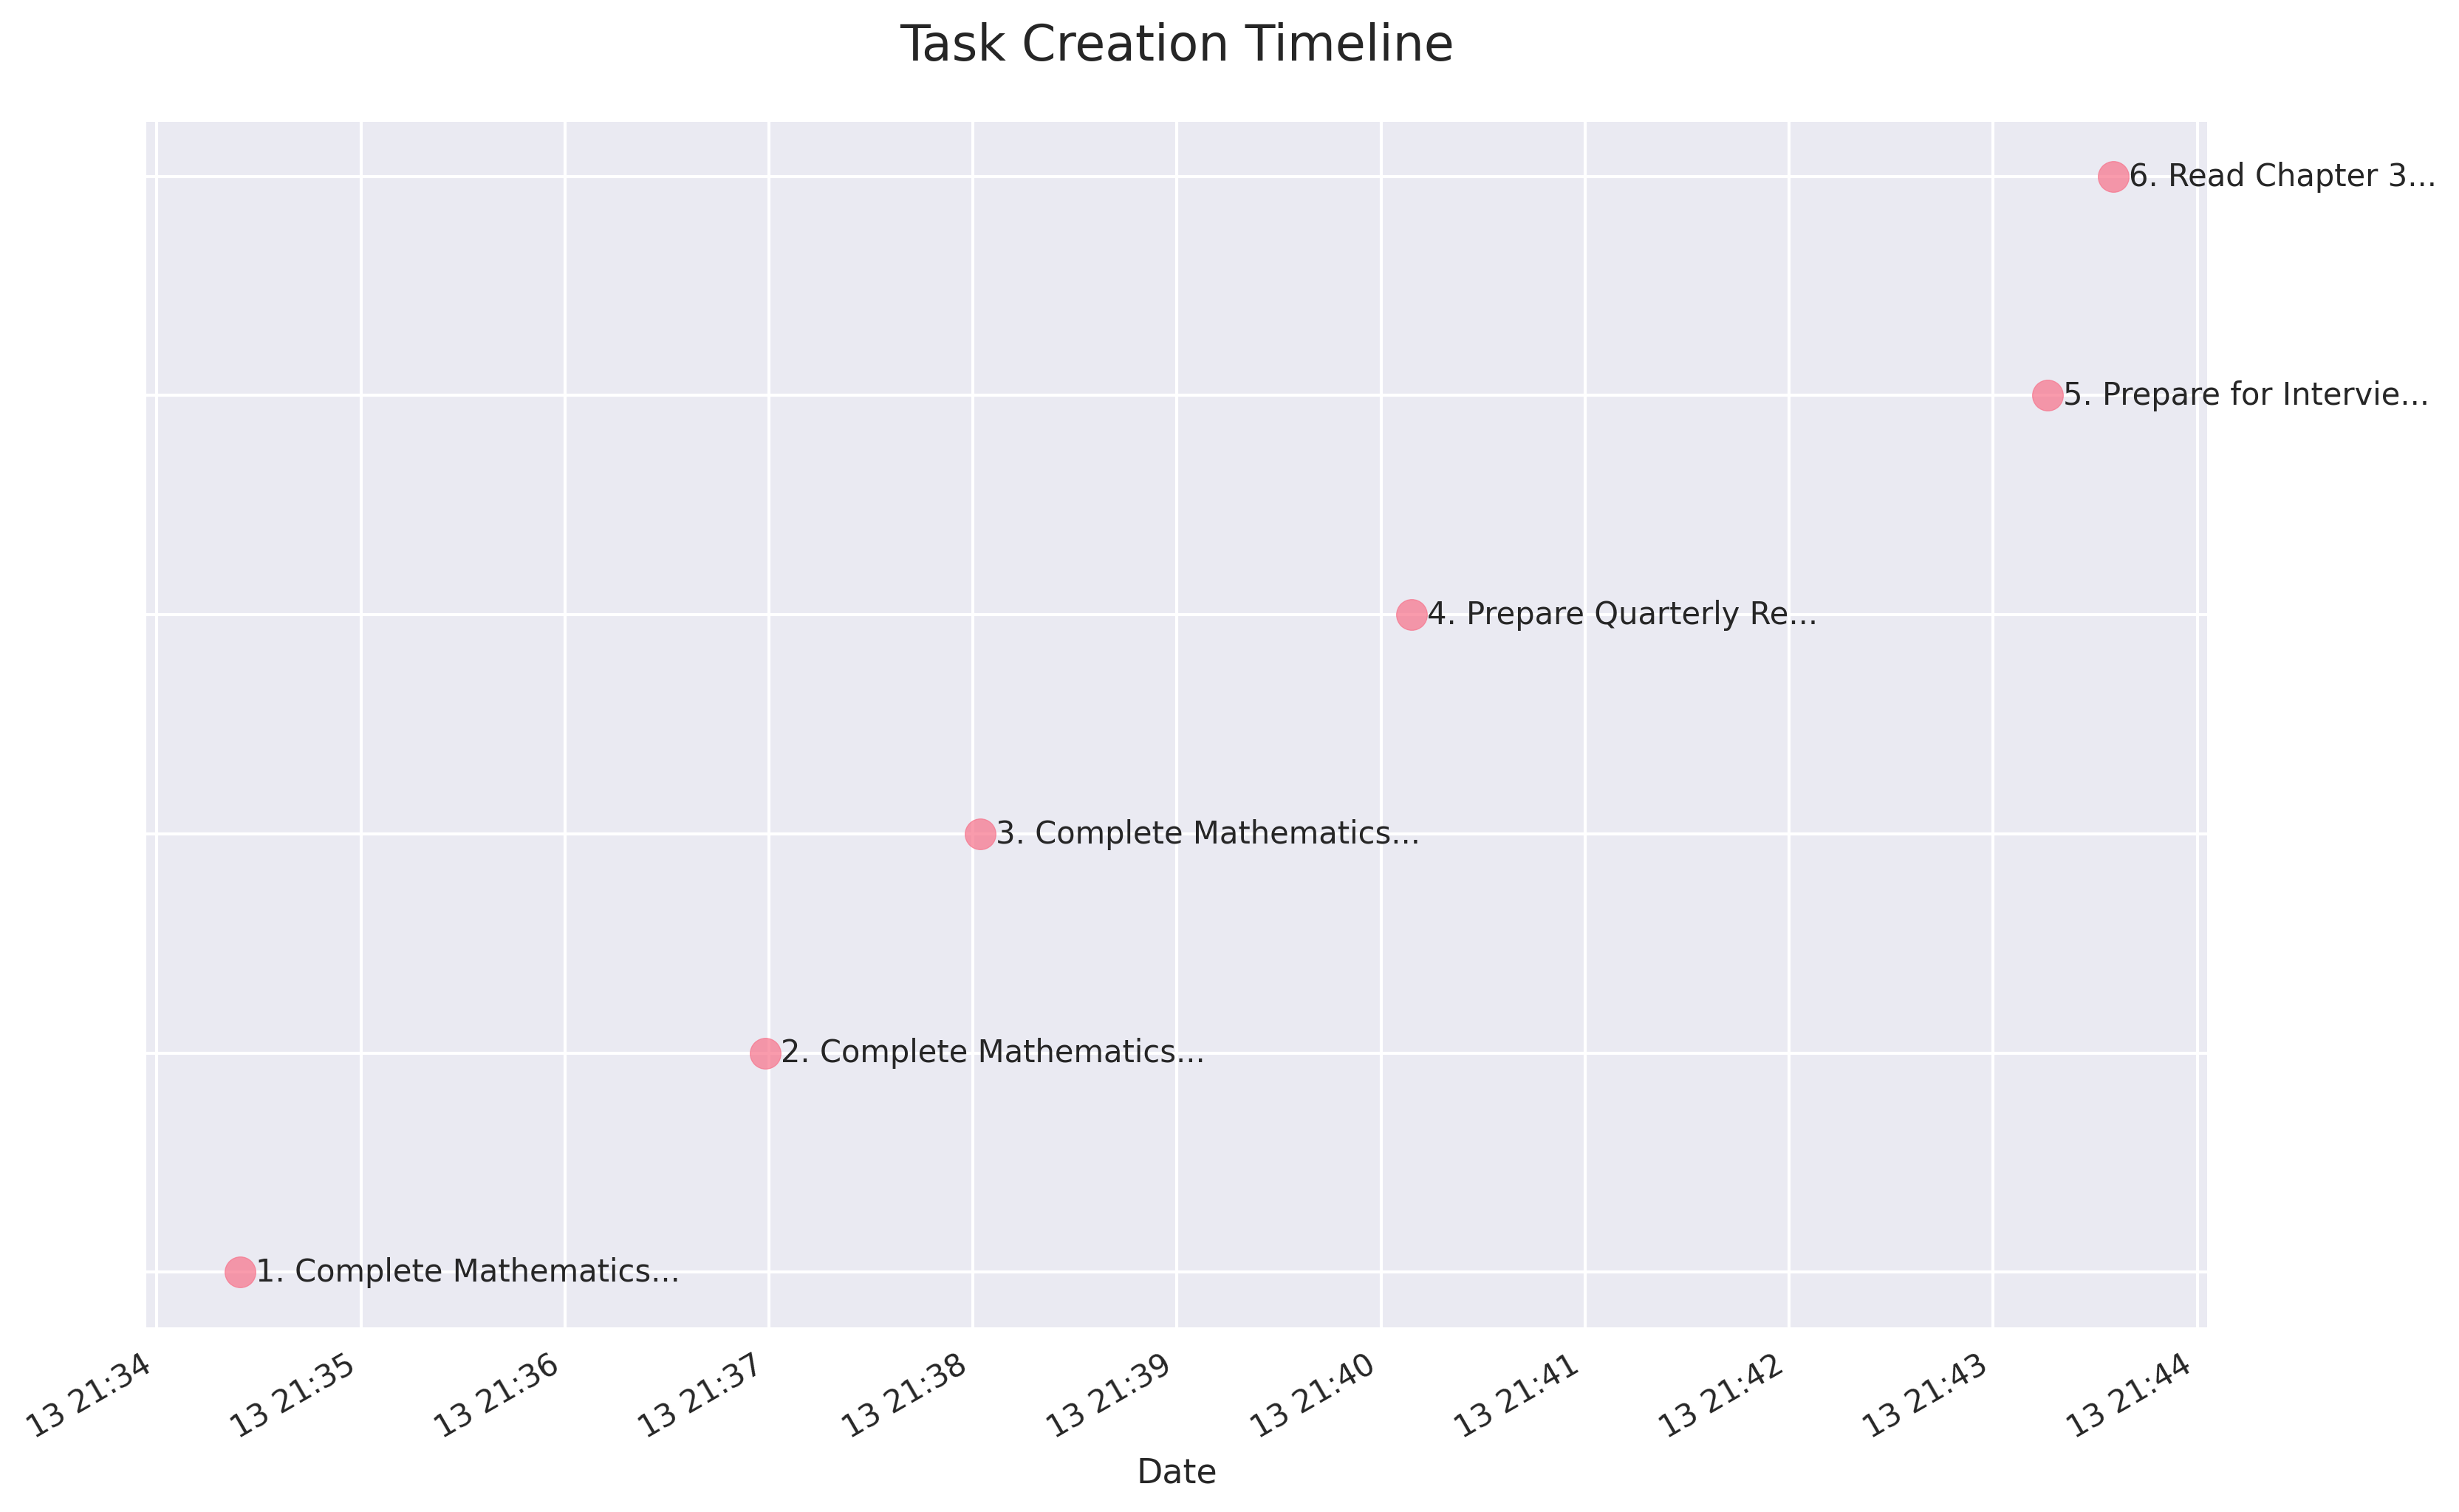 Task Creation Timeline
6. Read Chapter 3...
5. Prepare for Intervie...
4. Prepare Quarterly Re...
3. Complete Mathematics...
2. Complete Mathematics...
1. Complete Mathematics...
13 21:34
13 21:35
13 21:36
13 21:37
13 21:38
13 21:39
13 21:40
13 21:41
13 21:42
13 21:43
13 21:44
Date